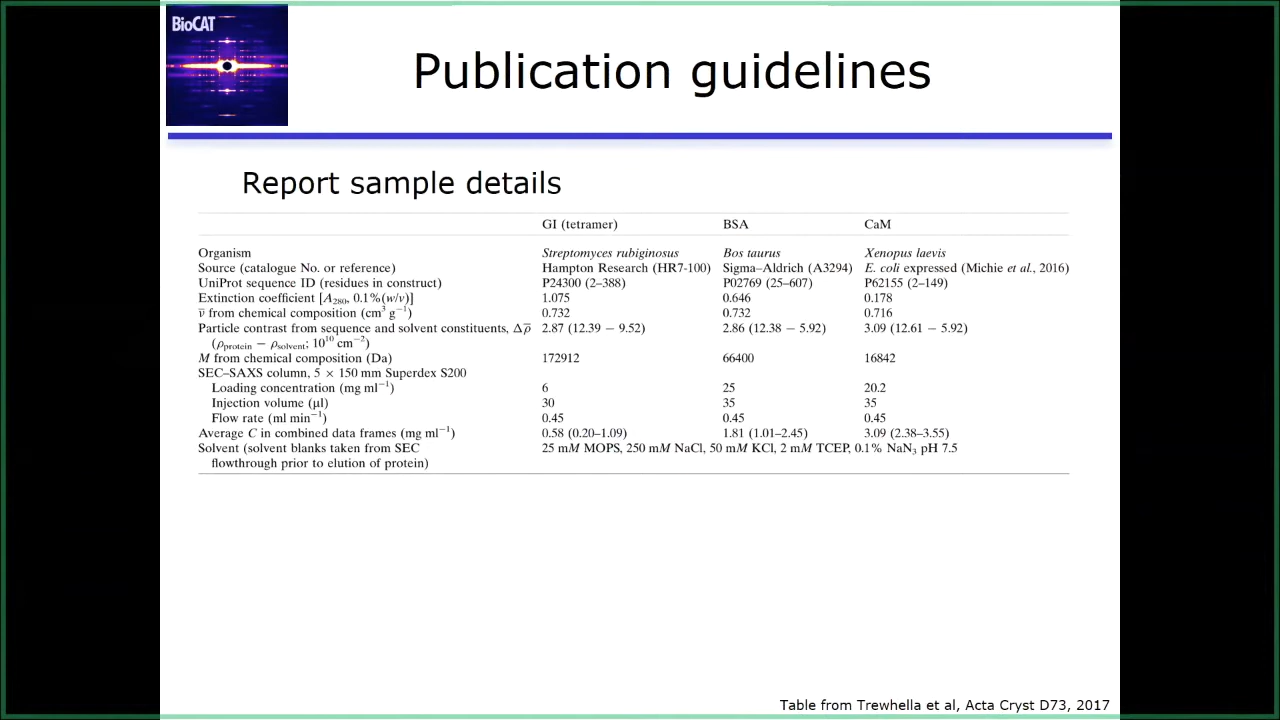 BioCAT
Publication guidelines
Report sample details
GI (tetramer) BSA CaM
Organism Streptomyces rubiginosus Bos taurus Xenopus laevis
Source (catalogue No. or reference) Hampton Research (HR7-100) Sigma–Aldrich (A3294) E. coli expressed (Michie et al., 2016)
UniProt sequence ID (residues in construct) P24300 (2–388) P02769 (25–607) P62155 (2–149)
Extinction coefficient [A₂₈₀, 0.1%(w/v)] 1.075 0.646 0.178
ν̅ from chemical composition (cm³ g⁻¹) 0.732 0.732 0.716
Particle contrast from sequence and solvent constituents, Δρ̅ 2.87 (12.39 − 9.52) 2.86 (12.38 − 5.92) 3.09 (12.61 − 5.92)
(ρprotein − ρsolvent; 10¹⁰ cm⁻²)
M from chemical composition (Da) 172912 66400 16842
SEC–SAXS column, 5 × 150 mm Superdex S200
Loading concentration (mg ml⁻¹) 6 25 20.2
Injection volume (µl) 30 35 35
Flow rate (ml min⁻¹) 0.45 0.45 0.45
Average C in combined data frames (mg ml⁻¹) 0.58 (0.20–1.09) 1.81 (1.01–2.45) 3.09 (2.38–3.55)
Solvent (solvent blanks taken from SEC 25 mM MOPS, 250 mM NaCl, 50 mM KCl, 2 mM TCEP, 0.1% NaN₃ pH 7.5
flowthrough prior to elution of protein)
Table from Trewhella et al, Acta Cryst D73, 2017